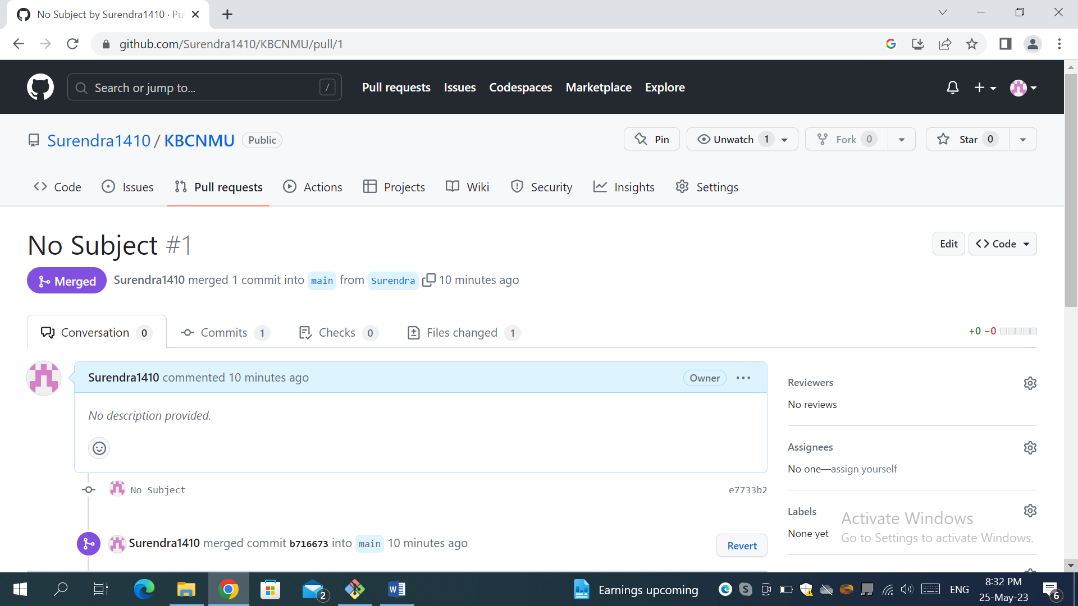 No Subject by Surendra1410 · Pu
github.com/Surendra1410/KBCNMU/pull/1
Search or jump to... /
Pull requests Issues Codespaces Marketplace Explore
Surendra1410 / KBCNMU Public
Pin Unwatch 1 Fork 0 Star 0
Code Issues Pull requests Actions Projects Wiki Security Insights Settings
No Subject #1
Edit <> Code
Merged Surendra1410 merged 1 commit into main from Surendra 10 minutes ago
Conversation 0 Commits 1 Checks 0 Files changed 1
+0 −0
Surendra1410 commented 10 minutes ago Owner ...
No description provided.
No Subject e7733b2
Surendra1410 merged commit b716673 into main 10 minutes ago Revert
Reviewers
No reviews
Assignees
No one—assign yourself
Labels
None yet
Activate Windows
Go to Settings to activate Windows.
2
Earnings upcoming
ENG
8:32 PM
25-May-23
6